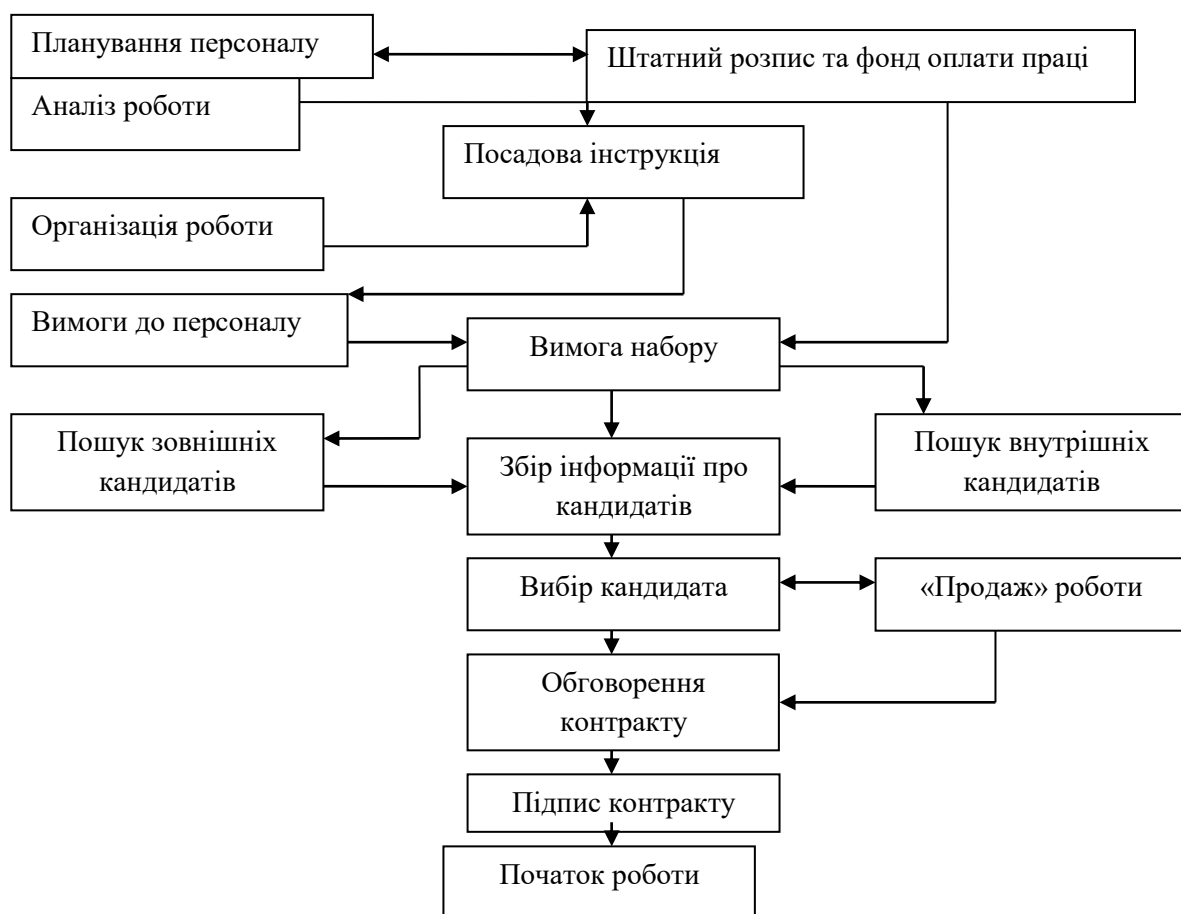 Планування персоналу
Штатний розпис та фонд оплати праці
Аналіз роботи
Посадова інструкція
Організація роботи
Вимоги до персоналу
Вимога набору
Пошук зовнішніх
кандидатів
Збір інформації про
кандидатів
Пошук внутрішніх
кандидатів
Вибір кандидата
«Продаж» роботи
Обговорення
контракту
Підпис контракту
Початок роботи